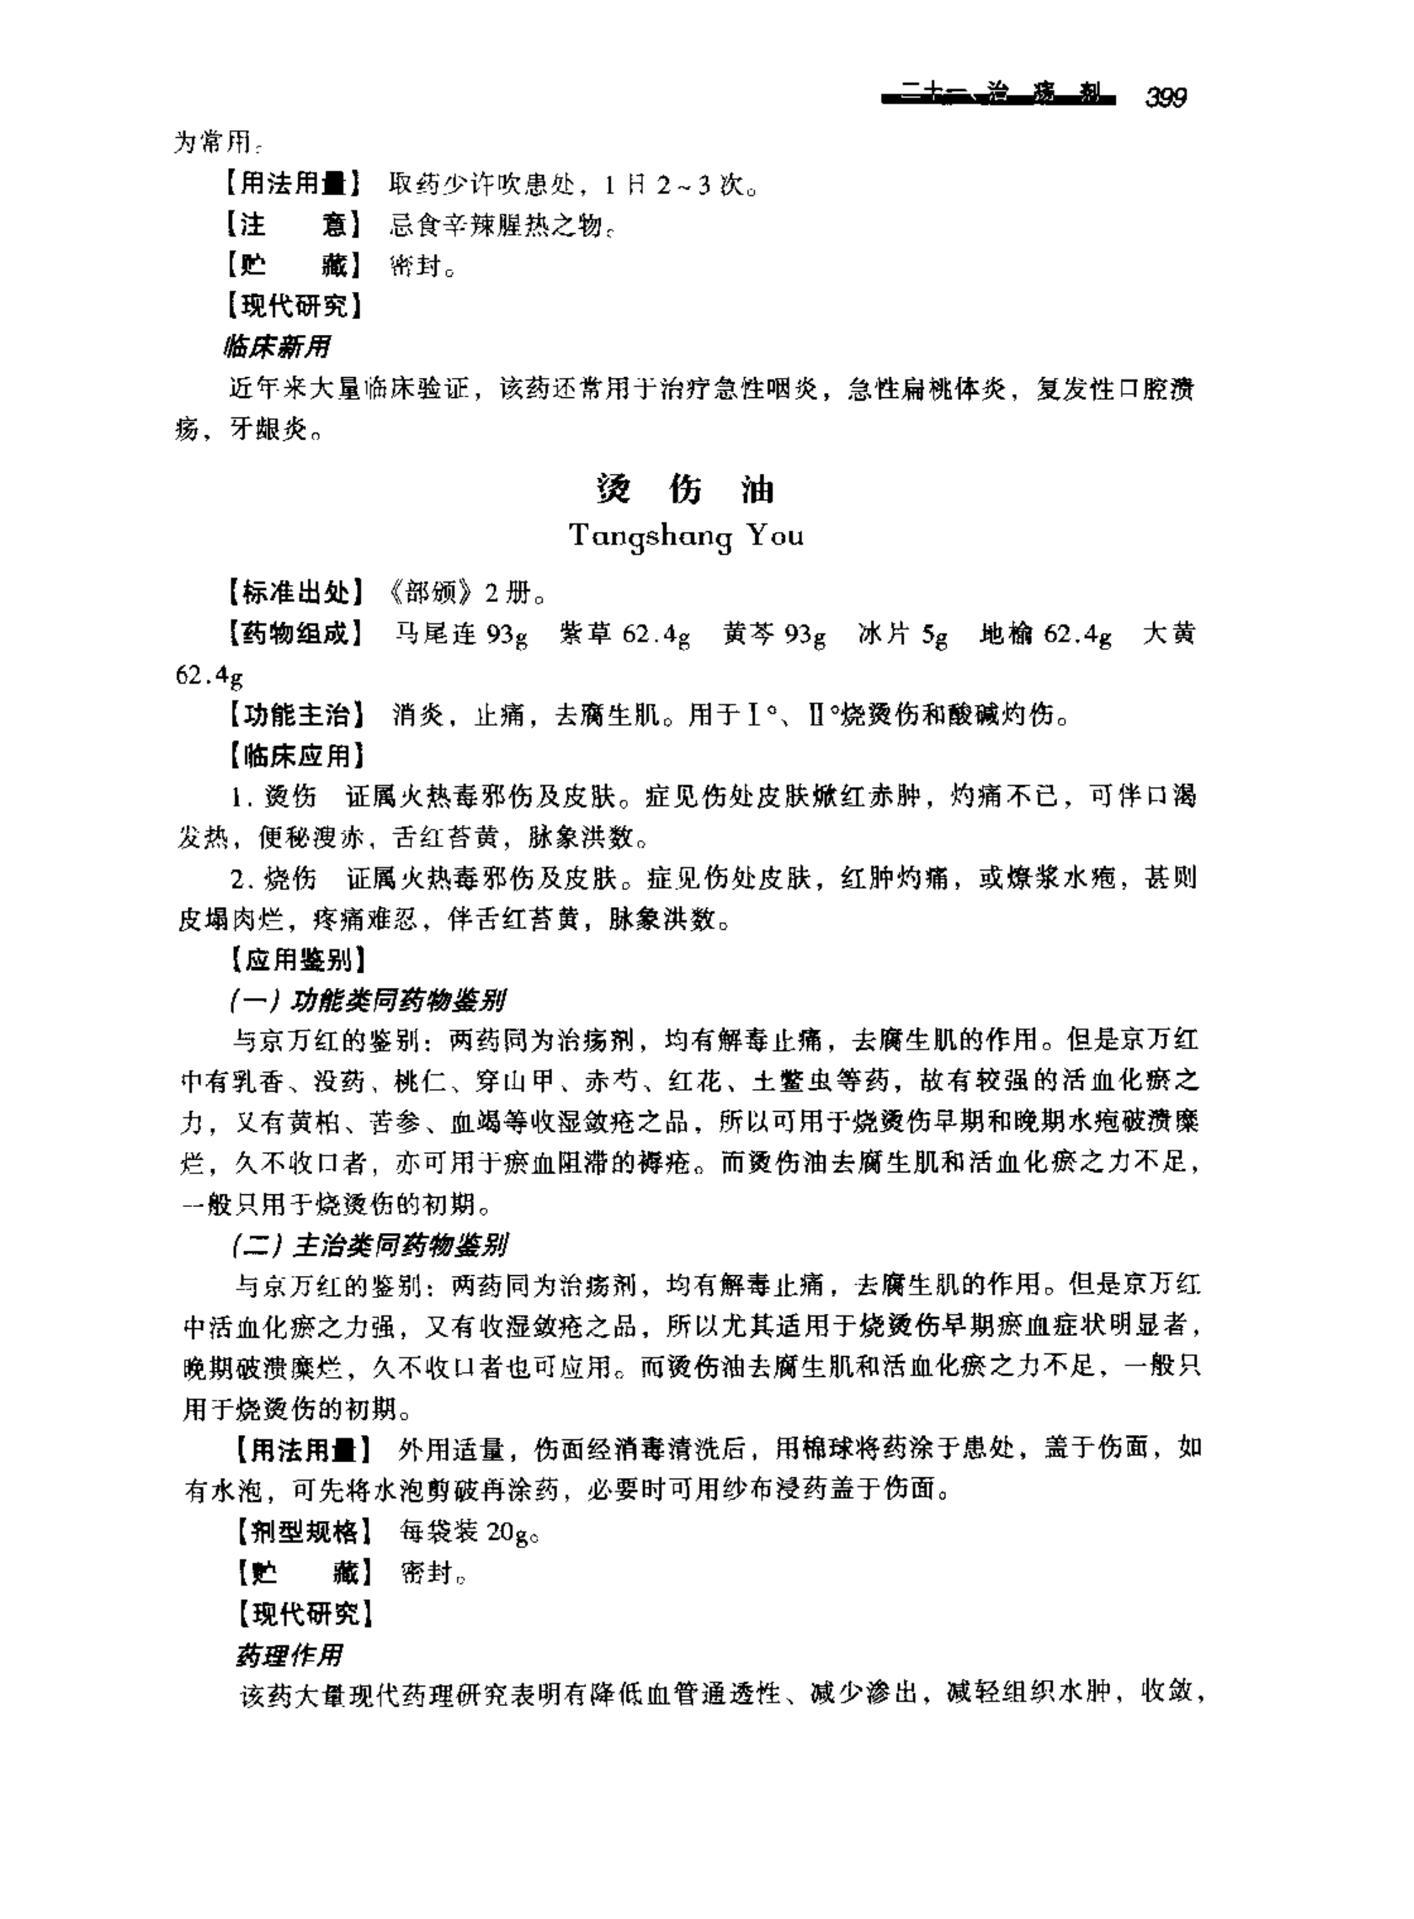 二十一、治疡剂 399
为常用。
【用法用量】 取药少许吹患处，1日2~3次。
【注　　意】 忌食辛辣腥热之物。
【贮　　藏】 密封。
【现代研究】
临床新用
近年来大量临床验证，该药还常用于治疗急性咽炎，急性扁桃体炎，复发性口腔溃
疡，牙龈炎。
烫 伤 油
Tangshang You
【标准出处】《部颁》2册。
【药物组成】 马尾连 93g　紫草 62.4g　黄芩 93g　冰片 5g　地榆 62.4g　大黄
62.4g
【功能主治】 消炎，止痛，去腐生肌。用于Ⅰ°、Ⅱ°烧烫伤和酸碱灼伤。
【临床应用】
1. 烫伤　证属火热毒邪伤及皮肤。症见伤处皮肤焮红赤肿，灼痛不已，可伴口渴
发热，便秘溲赤，舌红苔黄，脉象洪数。
2. 烧伤　证属火热毒邪伤及皮肤。症见伤处皮肤，红肿灼痛，或燎浆水疱，甚则
皮塌肉烂，疼痛难忍，伴舌红苔黄，脉象洪数。
【应用鉴别】
(一) 功能类同药物鉴别
与京万红的鉴别：两药同为治疡剂，均有解毒止痛，去腐生肌的作用。但是京万红
中有乳香、没药、桃仁、穿山甲、赤芍、红花、土鳖虫等药，故有较强的活血化瘀之
力，又有黄柏、苦参、血竭等收湿敛疮之品，所以可用于烧烫伤早期和晚期水疱破溃糜
烂，久不收口者，亦可用于瘀血阻滞的褥疮。而烫伤油去腐生肌和活血化瘀之力不足，
一般只用于烧烫伤的初期。
(二) 主治类同药物鉴别
与京万红的鉴别：两药同为治疡剂，均有解毒止痛，去腐生肌的作用。但是京万红
中活血化瘀之力强，又有收湿敛疮之品，所以尤其适用于烧烫伤早期瘀血症状明显者，
晚期破溃糜烂，久不收口者也可应用。而烫伤油去腐生肌和活血化瘀之力不足，一般只
用于烧烫伤的初期。
【用法用量】 外用适量，伤面经消毒清洗后，用棉球将药涂于患处，盖于伤面，如
有水泡，可先将水泡剪破再涂药，必要时可用纱布浸药盖于伤面。
【剂型规格】 每袋装 20g。
【贮　　藏】 密封。
【现代研究】
药理作用
该药大量现代药理研究表明有降低血管通透性、减少渗出，减轻组织水肿，收敛，